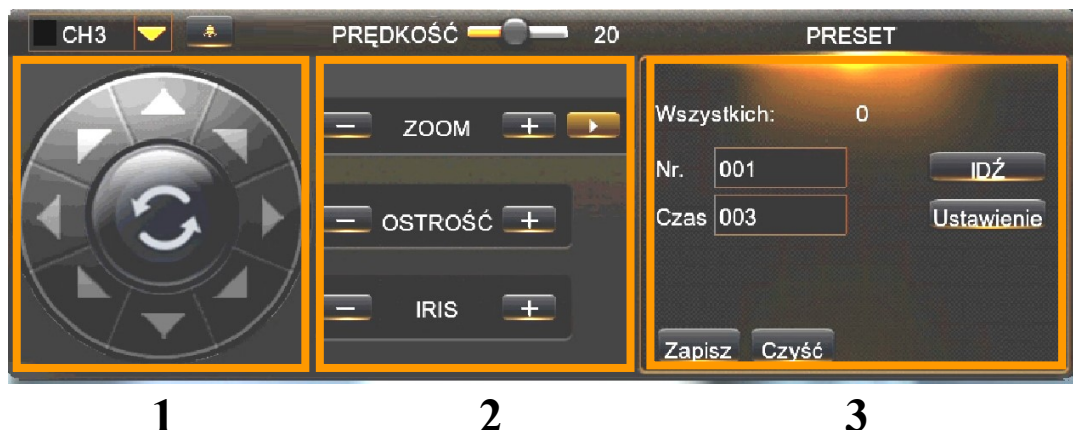 CH3 PRĘDKOŚĆ 20 PRESET
ZOOM
OSTROŚĆ
IRIS
Wszystkich: 0
Nr. 001 IDŹ
Czas 003 Ustawienie
Zapisz Czyść
1 2 3